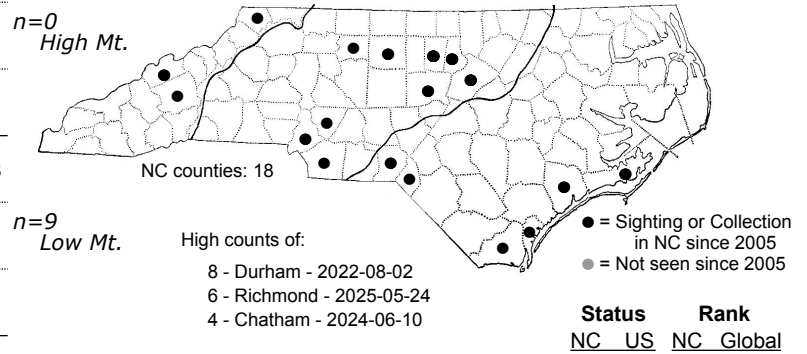 n=0
High Mt.
NC counties: 18
n=9
Low Mt.
High counts of:
8 - Durham - 2022-08-02
6 - Richmond - 2025-05-24
4 - Chatham - 2024-06-10
= Sighting or Collection
in NC since 2005
= Not seen since 2005
Status Rank
NC US NC Global